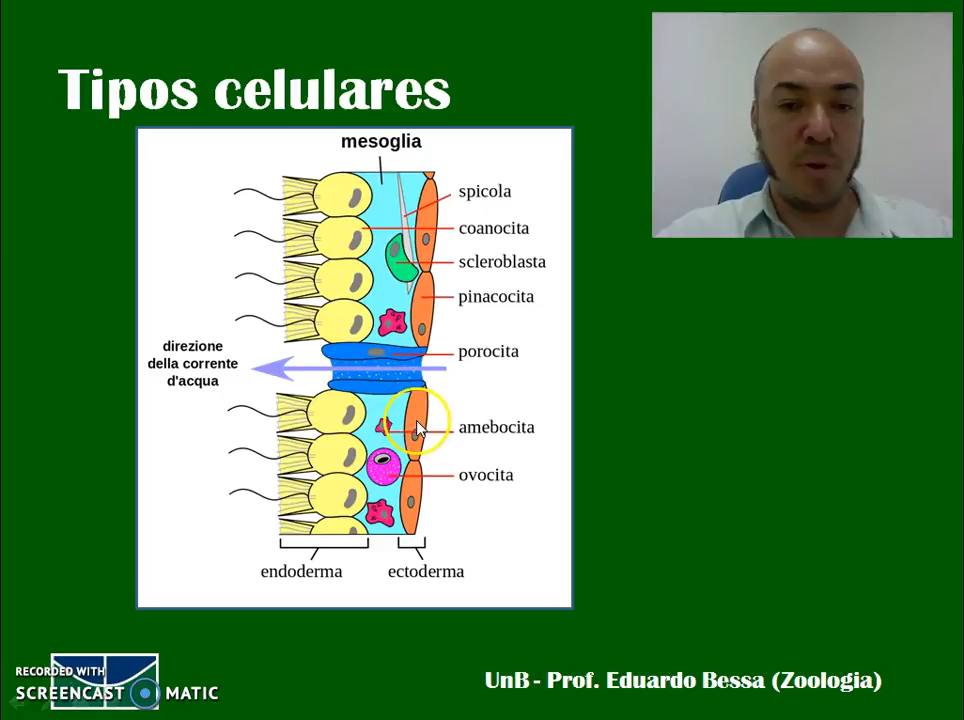 Tipos celulares
mesoglia
spicola
coanocita
scleroblasta
pinacocita
direzione
della corrente
d'acqua
porocita
amebocita
ovocita
endoderma
ectoderma
RECORDED WITH
SCREENCAST MATIC
UnB - Prof. Eduardo Bessa (Zoologia)